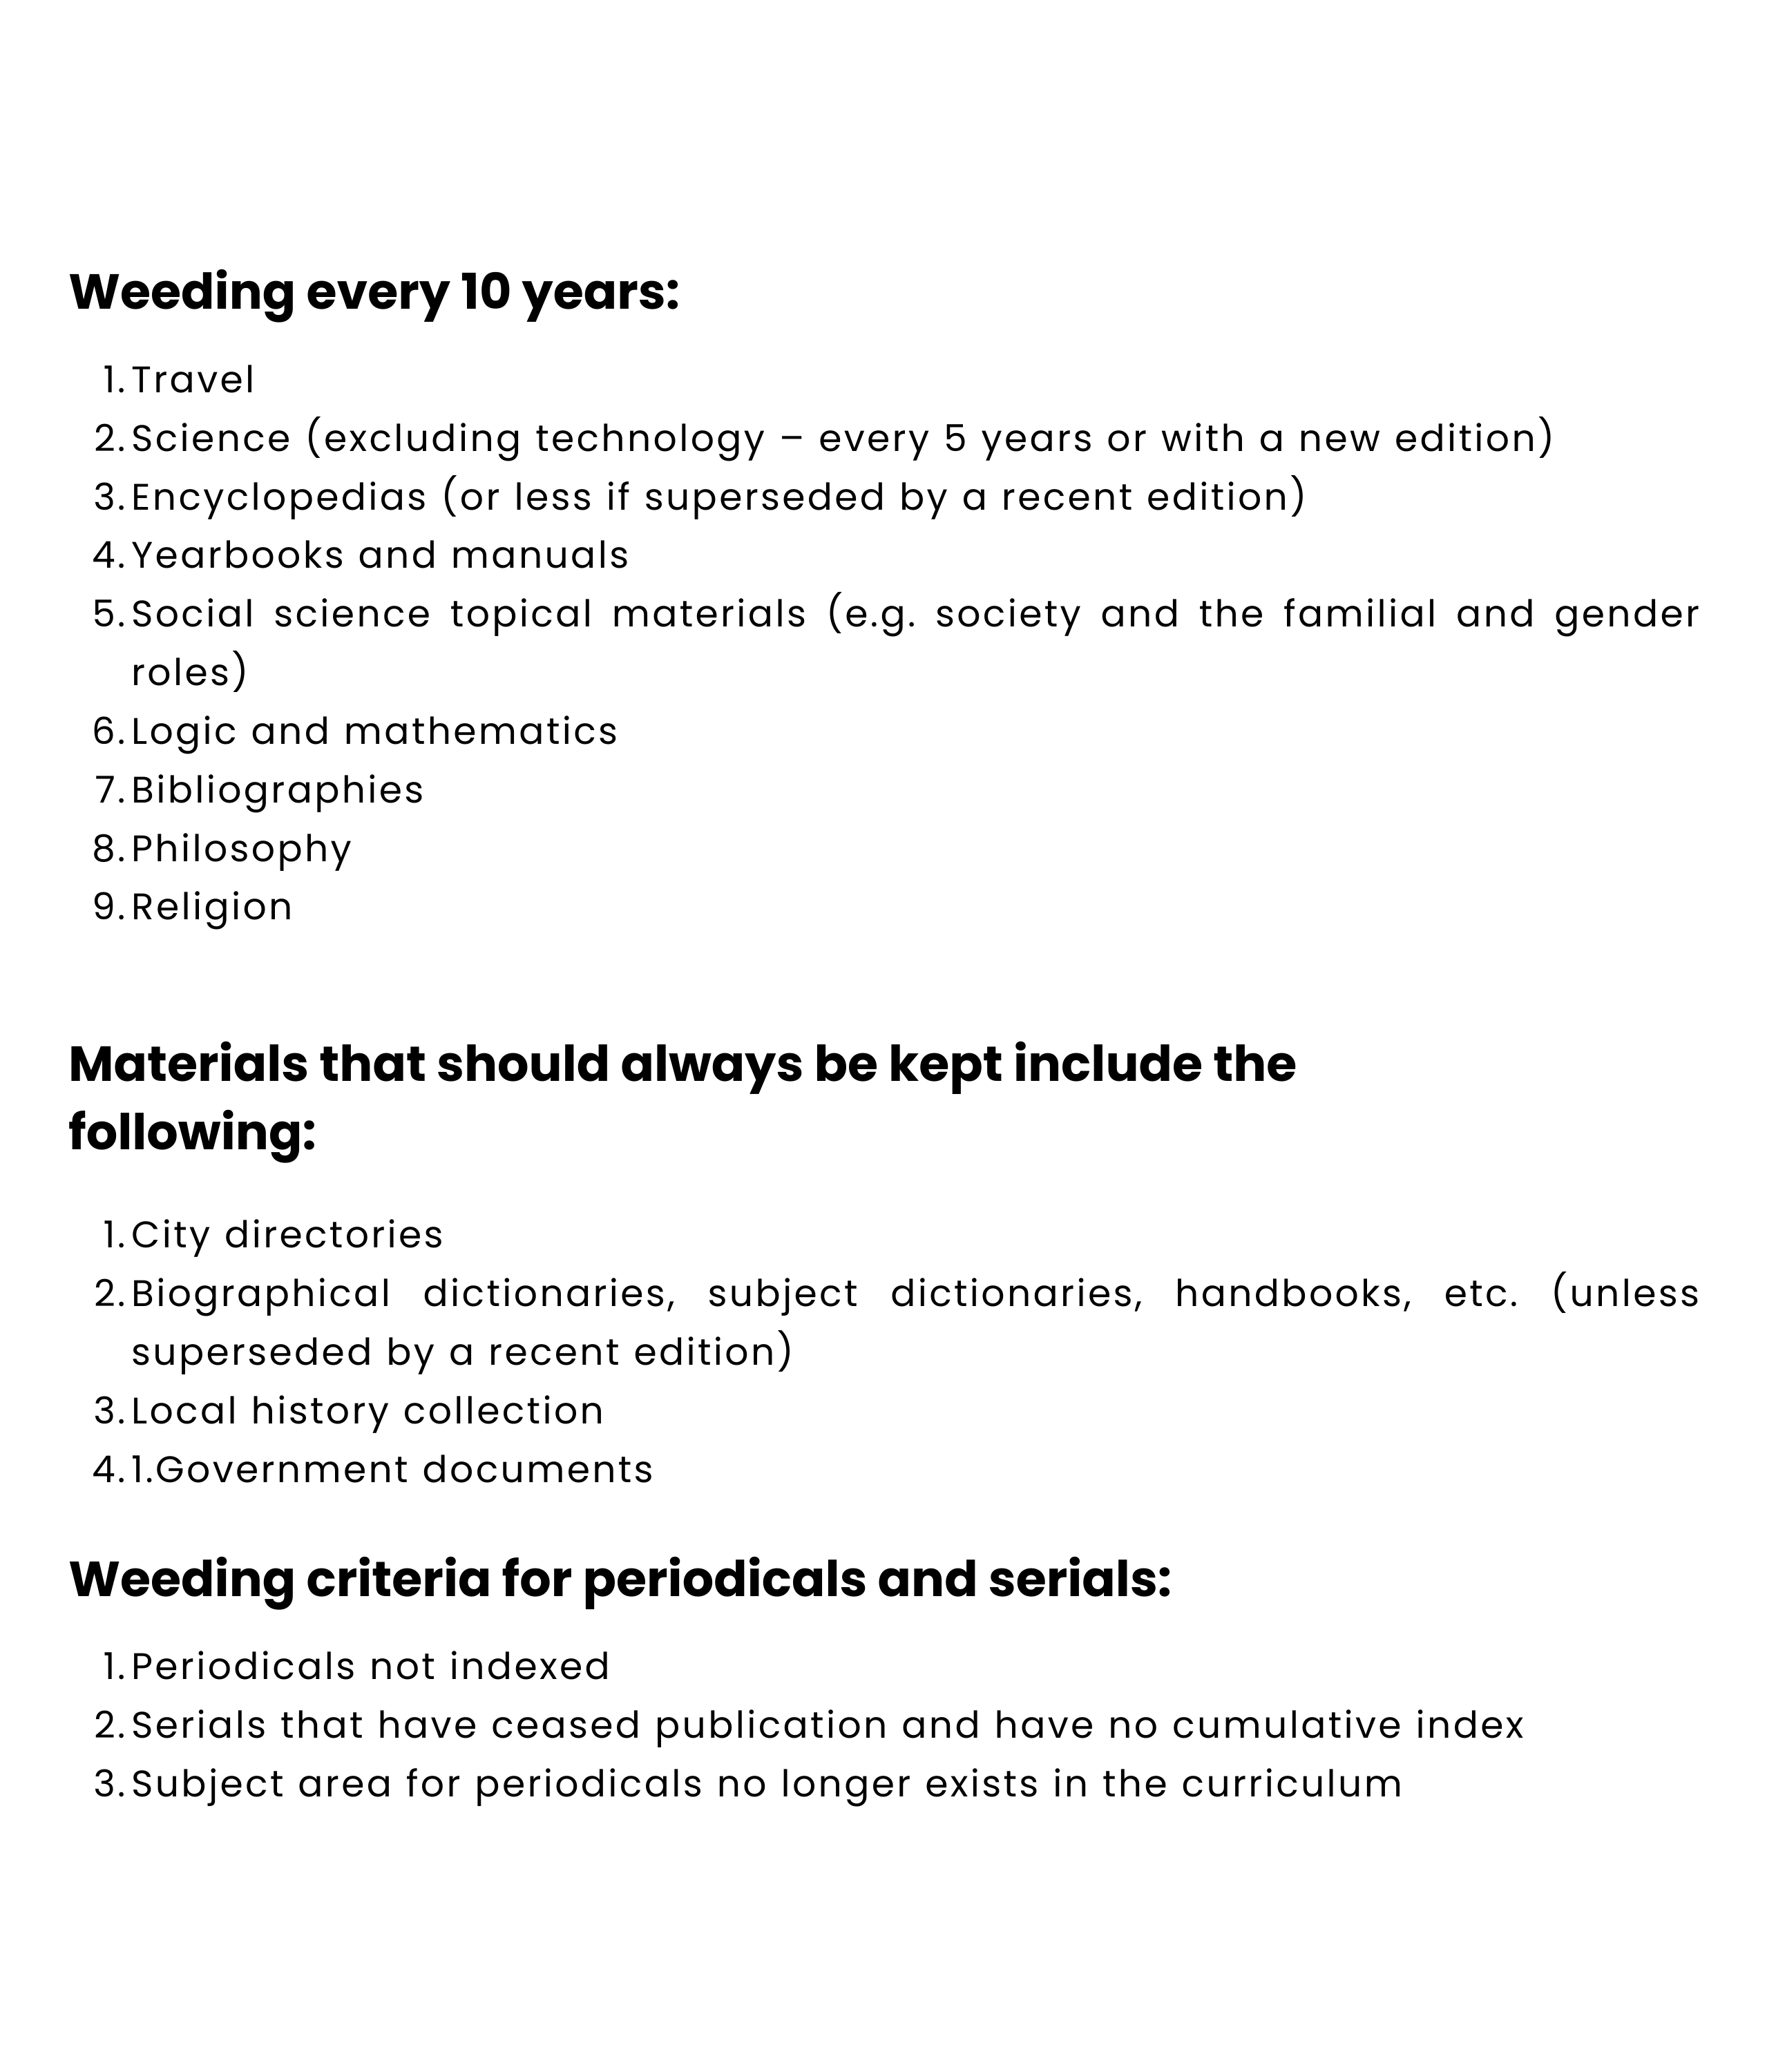 Weeding every 10 years:
1. Travel
2. Science (excluding technology – every 5 years or with a new edition)
3. Encyclopedias (or less if superseded by a recent edition)
4. Yearbooks and manuals
5. Social science topical materials (e.g. society and the familial and gender
roles)
6. Logic and mathematics
7. Bibliographies
8. Philosophy
9. Religion
Materials that should always be kept include the
following:
1. City directories
2. Biographical dictionaries, subject dictionaries, handbooks, etc. (unless
superseded by a recent edition)
3. Local history collection
4. 1.Government documents
Weeding criteria for periodicals and serials:
1. Periodicals not indexed
2. Serials that have ceased publication and have no cumulative index
3. Subject area for periodicals no longer exists in the curriculum